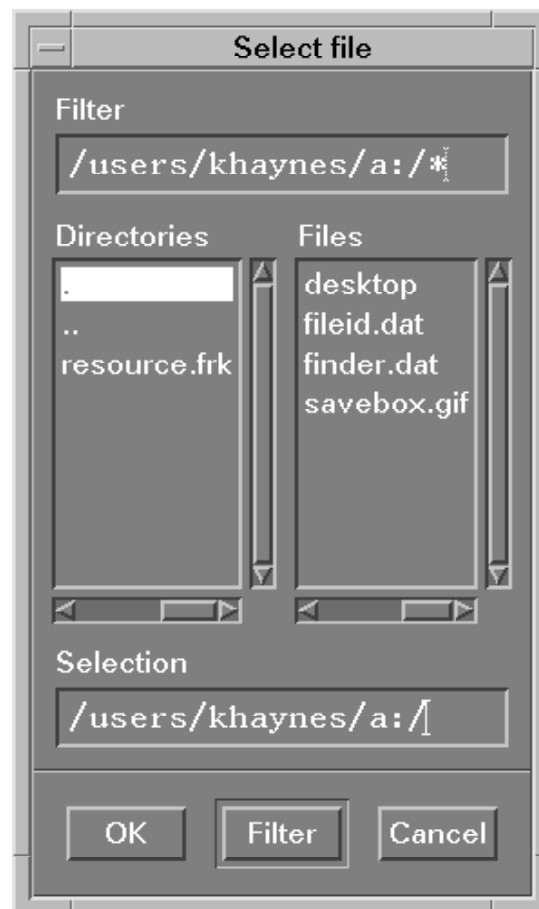 Select file
Filter
/users/khaynes/a:/*
Directories
.
..
resource.frk
Files
desktop
fileid.dat
finder.dat
savebox.gif
Selection
/users/khaynes/a:/
OK
Filter
Cancel